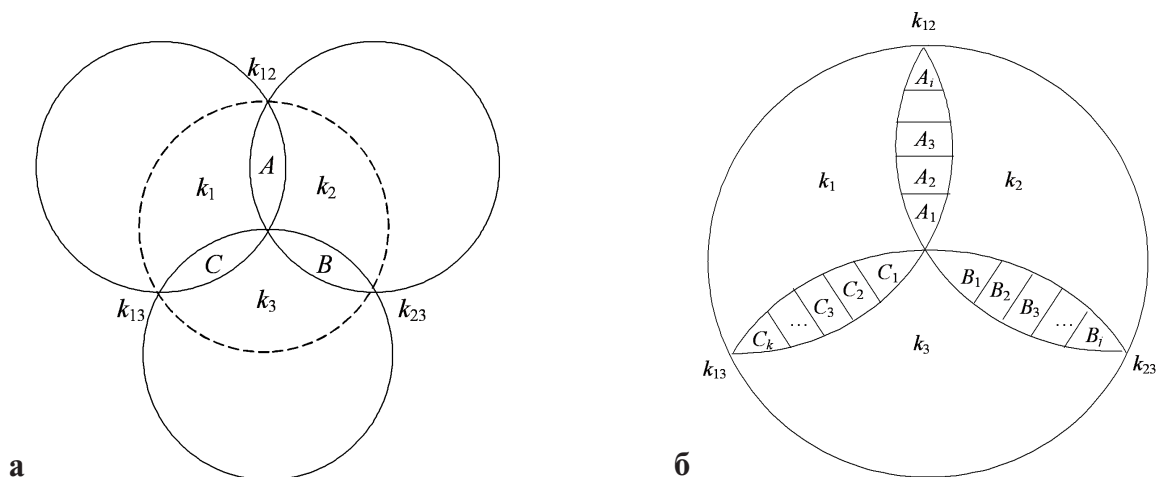 k12
A
k1
k2
C
B
k13
k3
k23
а
k12
Ai
A3
k1
A2
k2
A1
C1
C2
C3
...
Ck
B1
B2
B3
...
Bj
k13
k3
k23
б